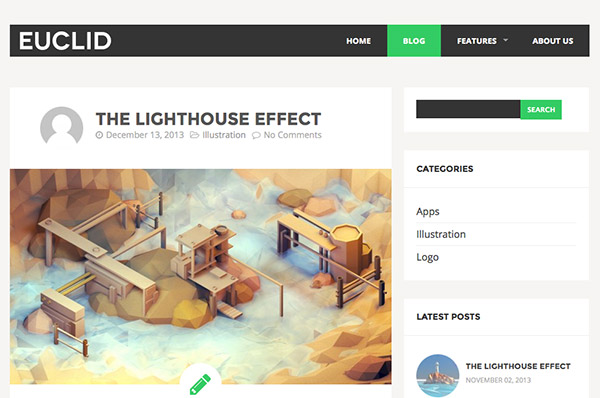 EUCLID
HOME BLOG FEATURES ABOUT US
THE LIGHTHOUSE EFFECT
December 13, 2013 Illustration No Comments
SEARCH
CATEGORIES
Apps
Illustration
Logo
LATEST POSTS
THE LIGHTHOUSE EFFECT
NOVEMBER 02, 2013